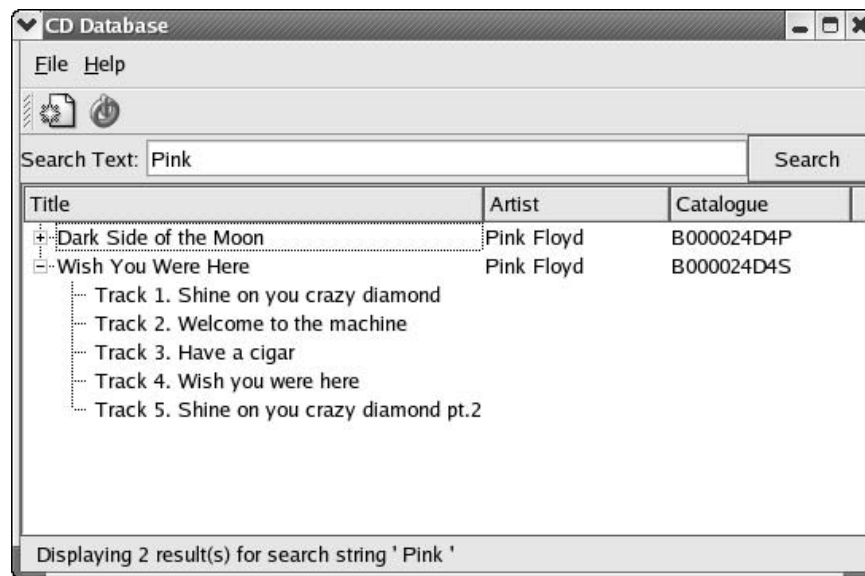 CD Database
File Help
Search Text: Pink Search
Title Artist Catalogue
Dark Side of the Moon Pink Floyd B000024D4P
Wish You Were Here Pink Floyd B000024D4S
Track 1. Shine on you crazy diamond
Track 2. Welcome to the machine
Track 3. Have a cigar
Track 4. Wish you were here
Track 5. Shine on you crazy diamond pt.2
Displaying 2 result(s) for search string ' Pink '